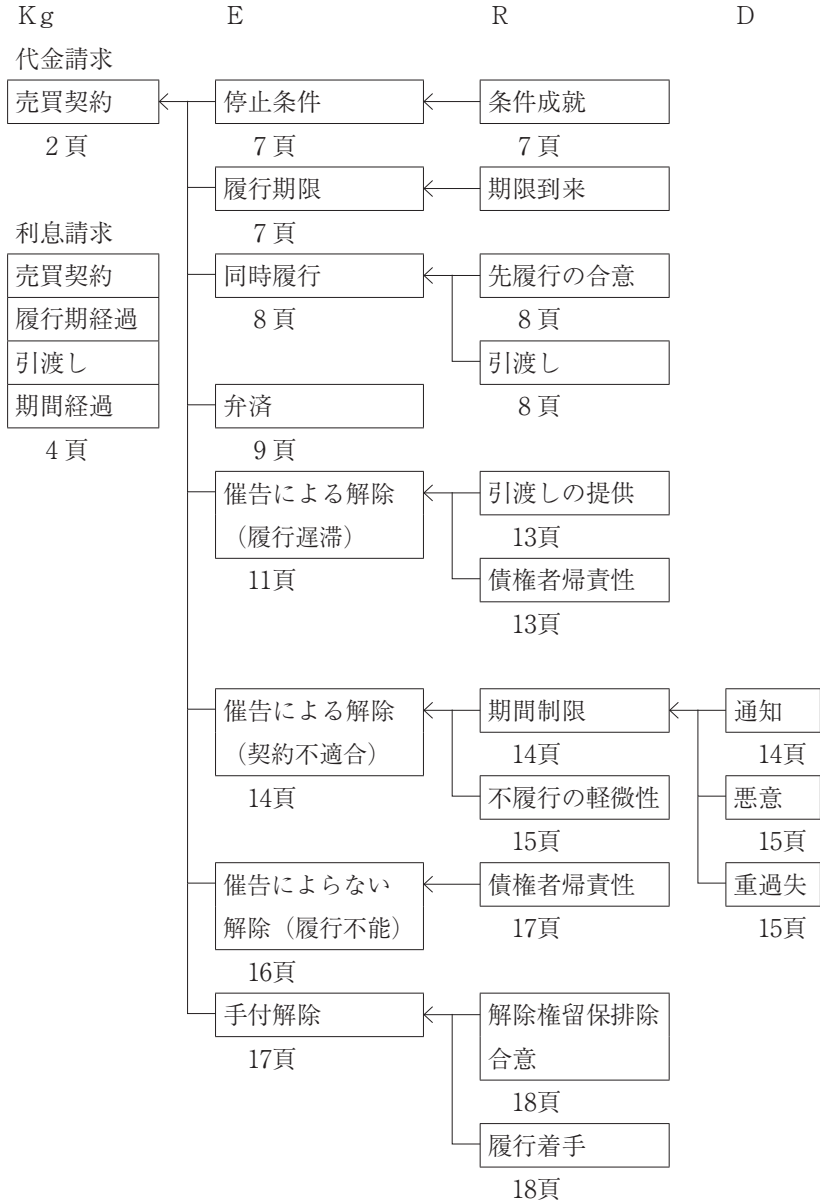 Ｋｇ　Ｅ　Ｒ　Ｄ
代金請求
売買契約　停止条件　条件成就
２頁　７頁　７頁
履行期限　期限到来
７頁
利息請求
売買契約　同時履行　先履行の合意
履行期経過　８頁　８頁
引渡し　引渡し
期間経過　弁済　８頁
４頁　９頁
催告による解除　引渡しの提供
（履行遅滞）　13頁
11頁　債権者帰責性
13頁
催告による解除　期間制限　通知
（契約不適合）　14頁　14頁
14頁　不履行の軽微性　悪意
15頁　15頁
催告によらない　債権者帰責性　重過失
解除（履行不能）　17頁　15頁
16頁
手付解除　解除権留保排除
17頁　合意
18頁
履行着手
18頁